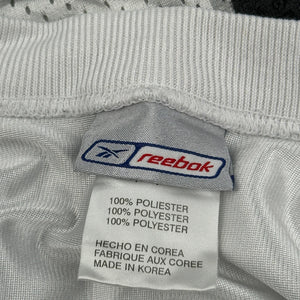 Reebok
100% POLIESTER
100% POLYESTER
100% POLYESTER
HECHO EN COREA
FABRIQUE AUX COREE
MADE IN KOREA